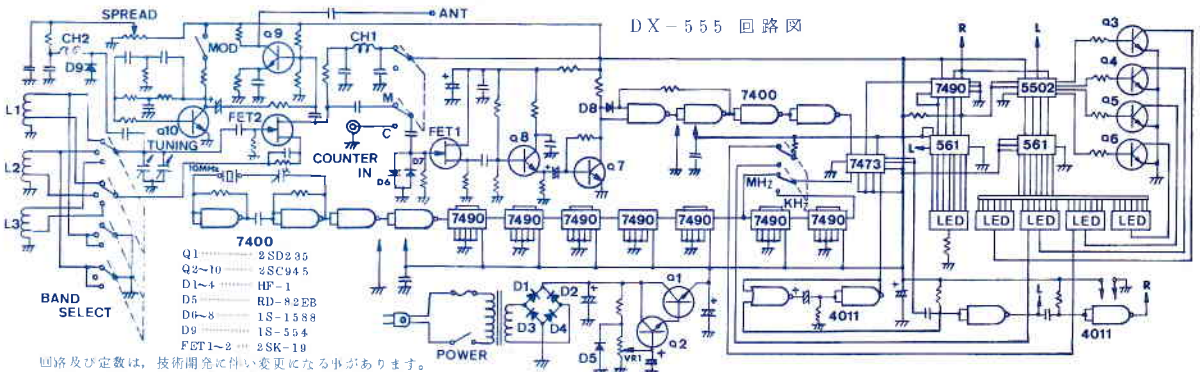 DX-555 回路図
SPREAD
ANT
CH2
D9
MOD
Q9
CH1
R
L
Q3
Q4
Q5
Q6
7490
5502
L1
Q10
TUNING
FET2
M
C
COUNTER
IN
D6
D7
FET1
Q8
Q7
D8
7400
L
561
561
7473
MHz
KHz
L2
L3
10MHz
7400
7490
7490
7490
7490
7490
7490
7490
LED
LED
LED
LED
LED
BAND
SELECT
Q1 ……… 2SD235
Q2~10 ……… 2SC945
D1~4 ……… HF-1
D5 ……… RD-82EB
D6~8 ……… 1S-1588
D9 ……… 1S-554
FET1~2 … 2SK-19
POWER
D1
D2
D3
D4
D5
VR1
Q1
Q2
4011
L
R
4011
回路及び定数は、技術開発に伴い変更になる事があります。